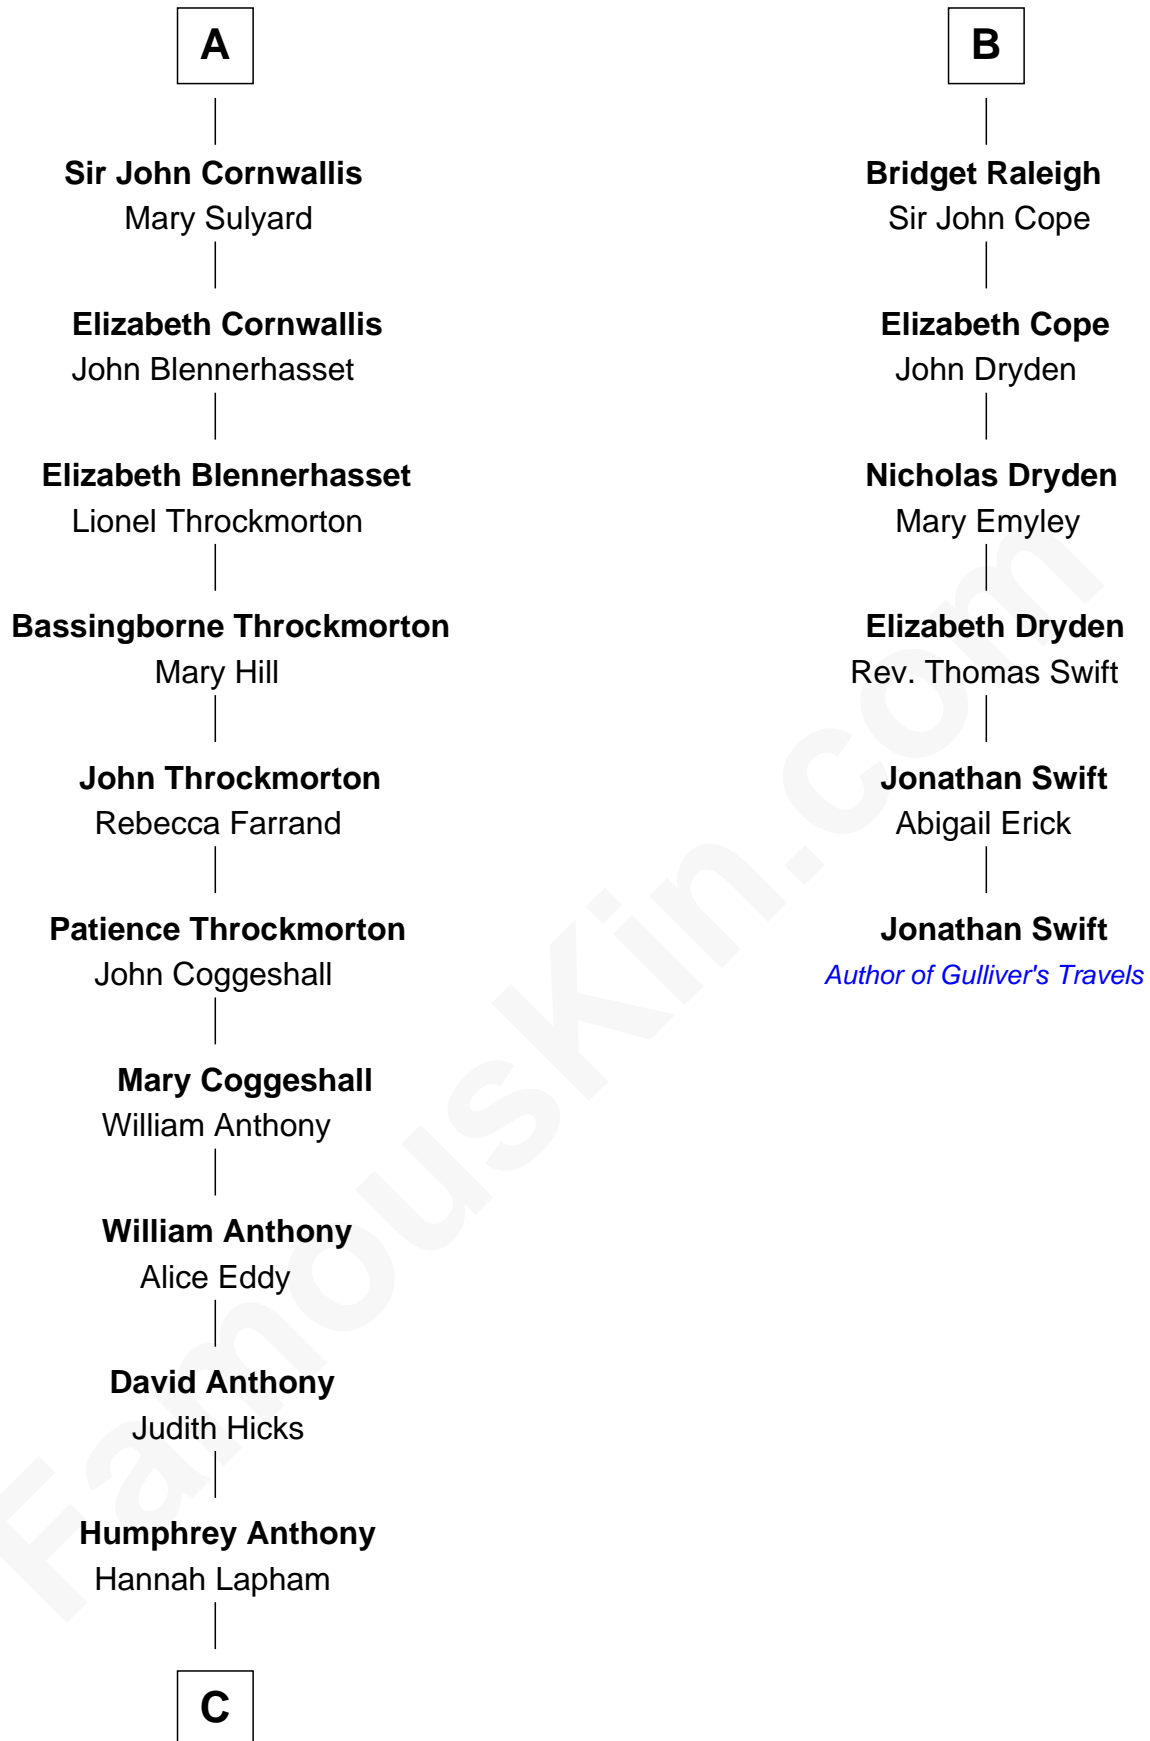 A
Sir John Cornwallis
Mary Sulyard
Elizabeth Cornwallis
John Blennerhasset
Elizabeth Blennerhasset
Lionel Throckmorton
Bassingborne Throckmorton
Mary Hill
John Throckmorton
Rebecca Farrand
Patience Throckmorton
John Coggeshall
Mary Coggeshall
William Anthony
William Anthony
Alice Eddy
David Anthony
Judith Hicks
Humphrey Anthony
Hannah Lapham
C
B
Bridget Raleigh
Sir John Cope
Elizabeth Cope
John Dryden
Nicholas Dryden
Mary Emyley
Elizabeth Dryden
Rev. Thomas Swift
Jonathan Swift
Abigail Erick
Jonathan Swift
Author of Gulliver's Travels
FamousKin.com